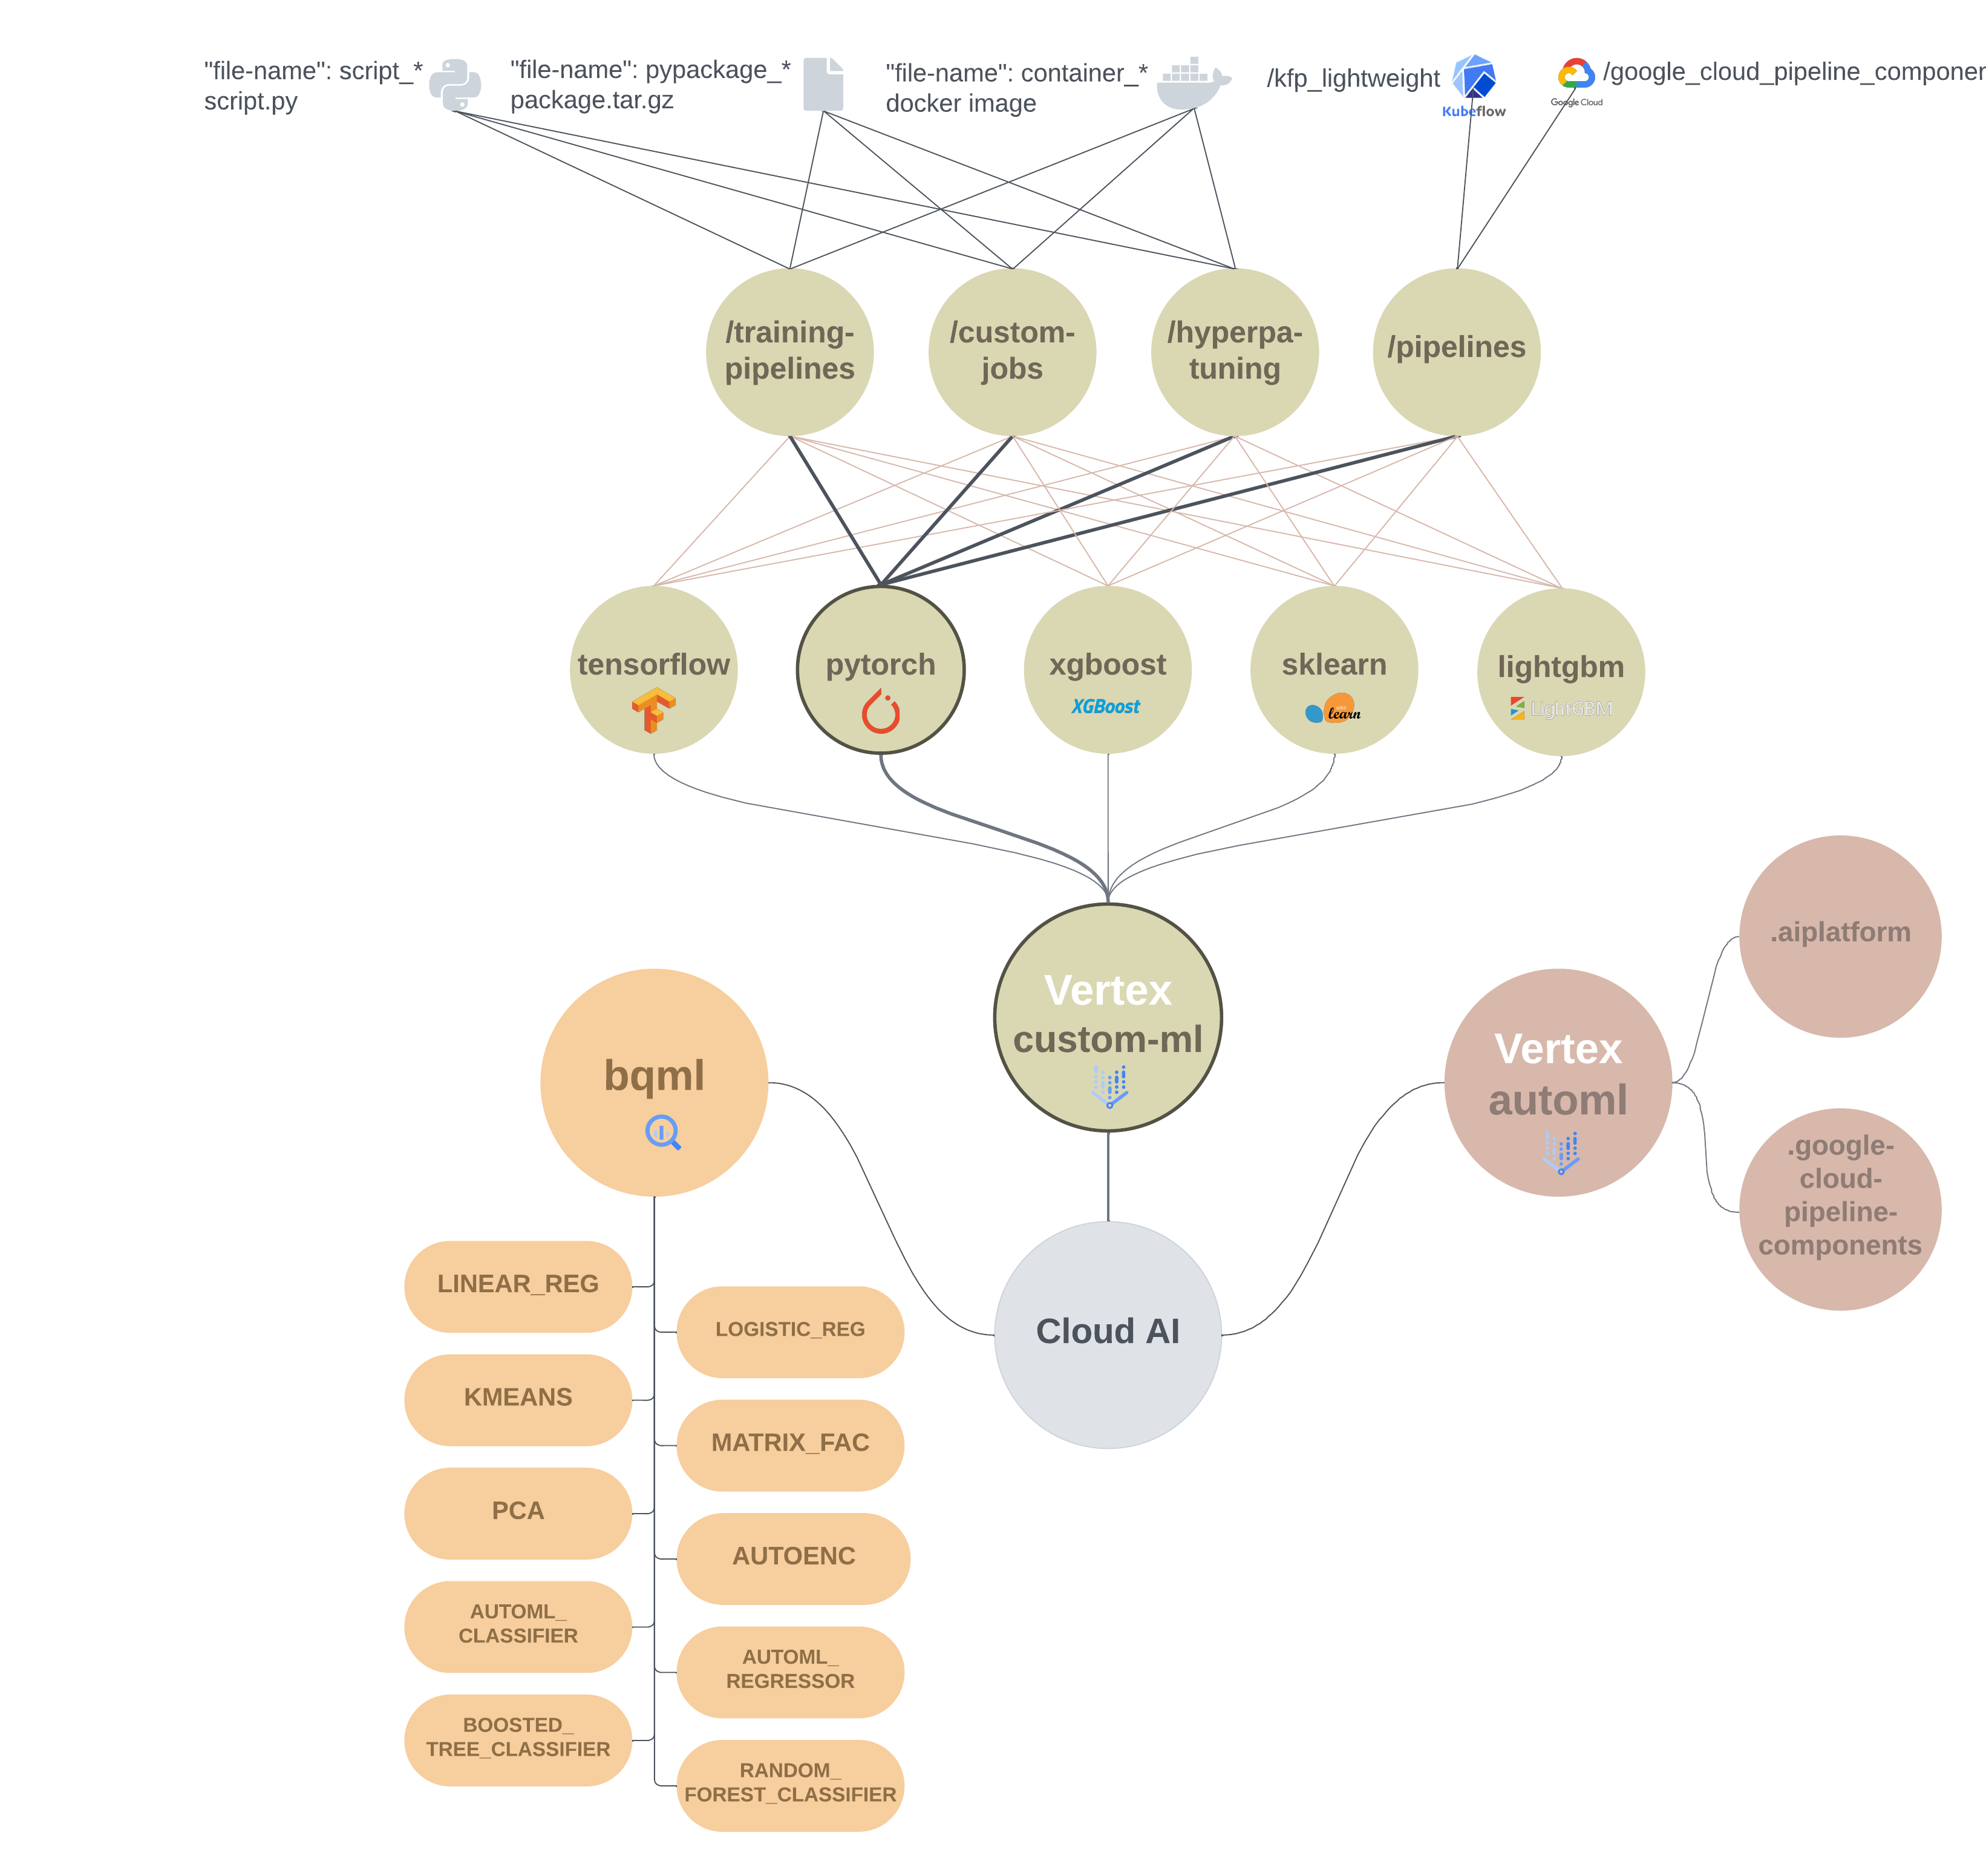 "file-name": script_*
script.py
"file-name": pypackage_*
package.tar.gz
"file-name": container_*
docker image
/kfp_lightweight
Kubeflow
Google Cloud
/google_cloud_pipeline_componen
/training-
pipelines
/custom-
jobs
/hyperpa-
tuning
/pipelines
tensorflow
pytorch
xgboost
XGBoost
sklearn
learn
lightgbm
LightGBM
Vertex
custom-ml
bqml
Vertex
automl
.aiplatform
.google-
cloud-
pipeline-
components
Cloud AI
LINEAR_REG
LOGISTIC_REG
KMEANS
MATRIX_FAC
PCA
AUTOENC
AUTOML_
CLASSIFIER
AUTOML_
REGRESSOR
BOOSTED_
TREE_CLASSIFIER
RANDOM_
FOREST_CLASSIFIER